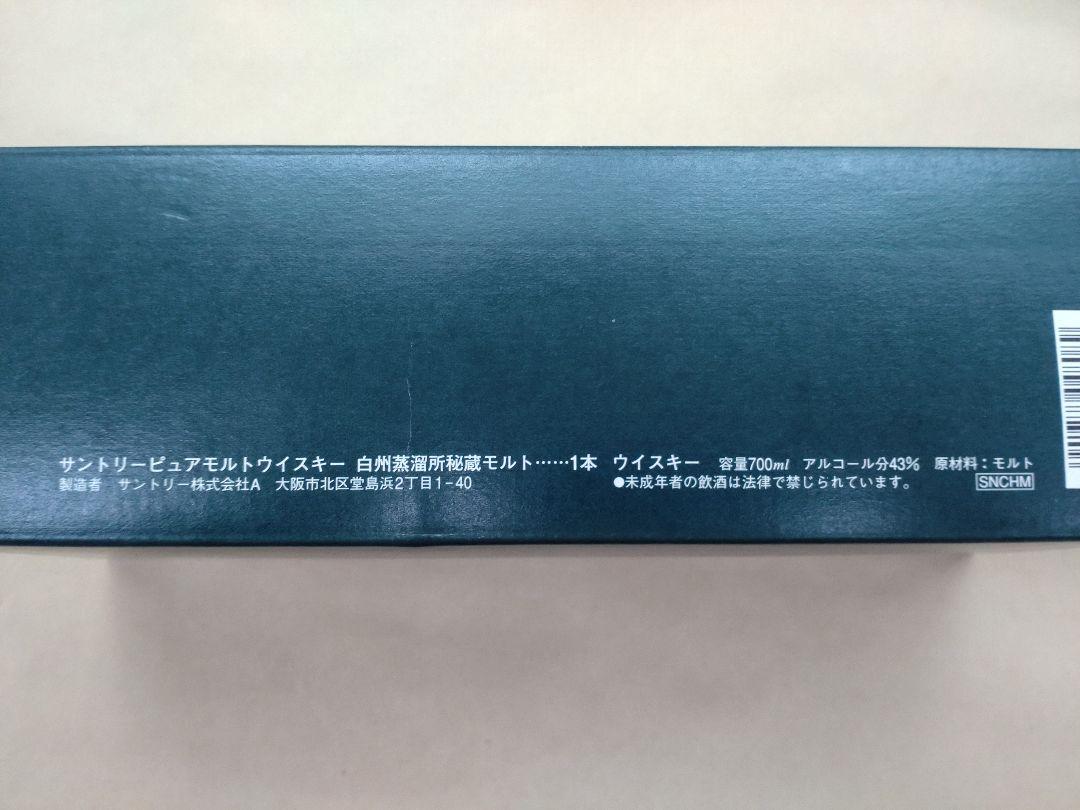 サントリーピュアモルトウイスキー 白州蒸溜所秘蔵モルト……1本 ウイスキー 容量700ml アルコール分43% 原材料：モルト
製造者 サントリー株式会社A 大阪市北区堂島浜2丁目1-40 ●未成年者の飲酒は法律で禁じられています。 SNCHM